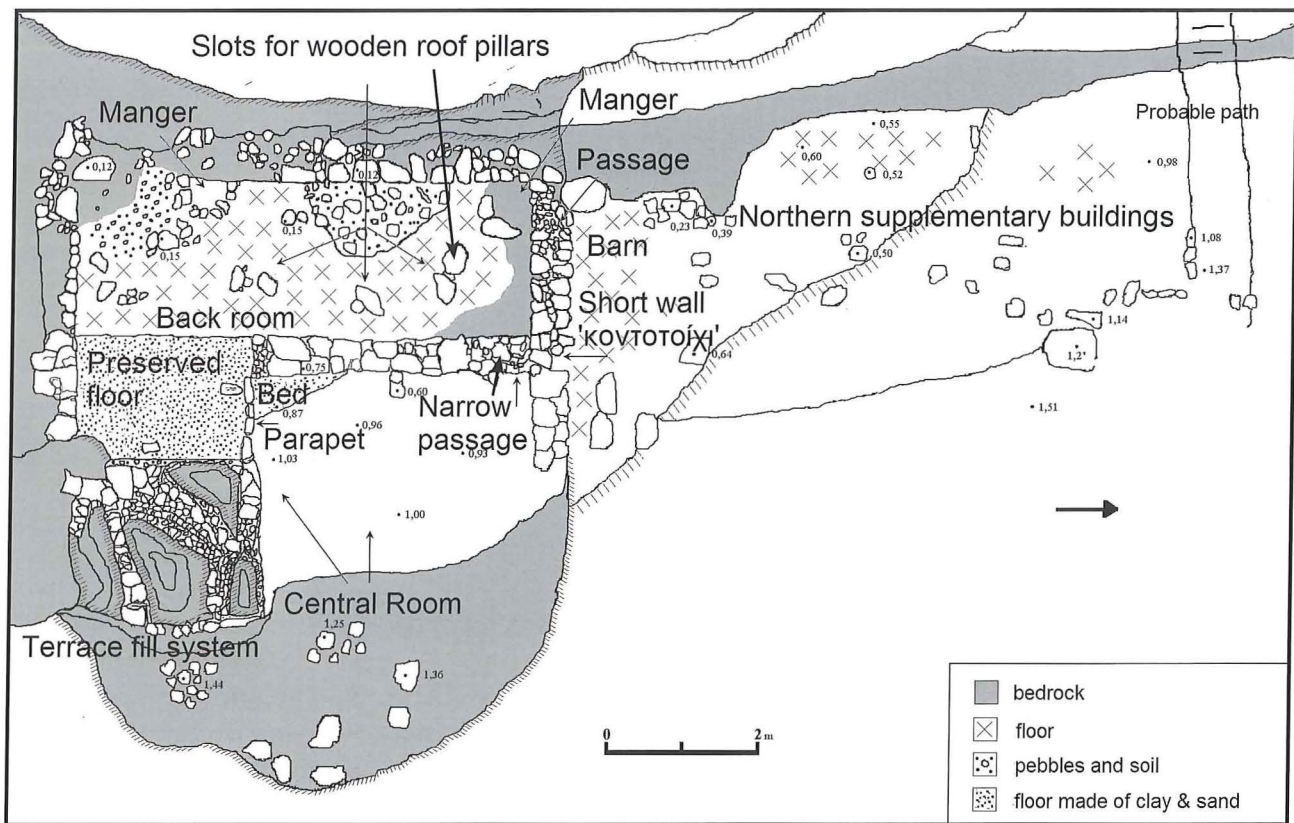 Slots for wooden roof pillars
Manger
Manger
Probable path
Passage
0,12
0,12
0,55
0,60
0,52
0,98
Northern supplementary buildings
0,15
0,15
0,23
0,39
Barn
0,50
1,08
1,37
Back room
Short wall
'κοντοτοίχι'
1,14
0,64
1,2'
Preserved
floor
0,75
Bed
0,87
0,60
Narrow
passage
1,51
Parapet
0,96
1,03
0,93
1,00
Central Room
Terrace fill system
1,25
1,44
1,36
0
2 m
bedrock
floor
pebbles and soil
floor made of clay & sand